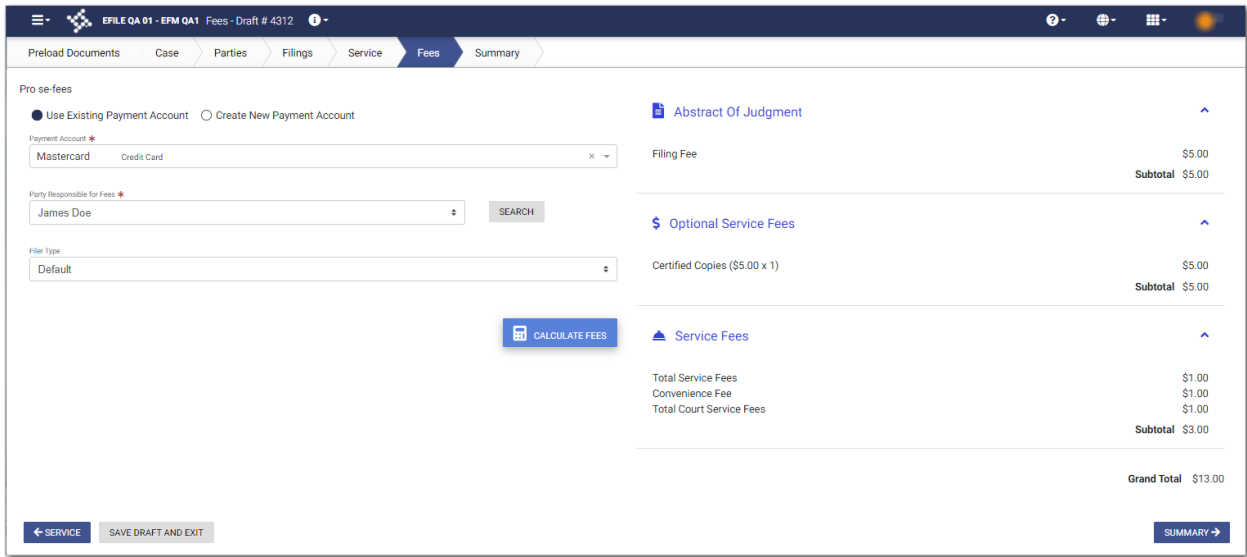 EFILE QA 01 - EFM QA1 Fees - Draft # 4312
Preload Documents Case Parties Filings Service Fees Summary
Pro se-fees
Use Existing Payment Account Create New Payment Account
Payment Account *
Mastercard Credit Card
Party Responsible for Fees *
James Doe SEARCH
Filer Type
Default
CALCULATE FEES
Abstract Of Judgment
Filing Fee $5.00
Subtotal $5.00
Optional Service Fees
Certified Copies ($5.00 x 1) $5.00
Subtotal $5.00
Service Fees
Total Service Fees $1.00
Convenience Fee $1.00
Total Court Service Fees $1.00
Subtotal $3.00
Grand Total $13.00
SERVICE SAVE DRAFT AND EXIT SUMMARY